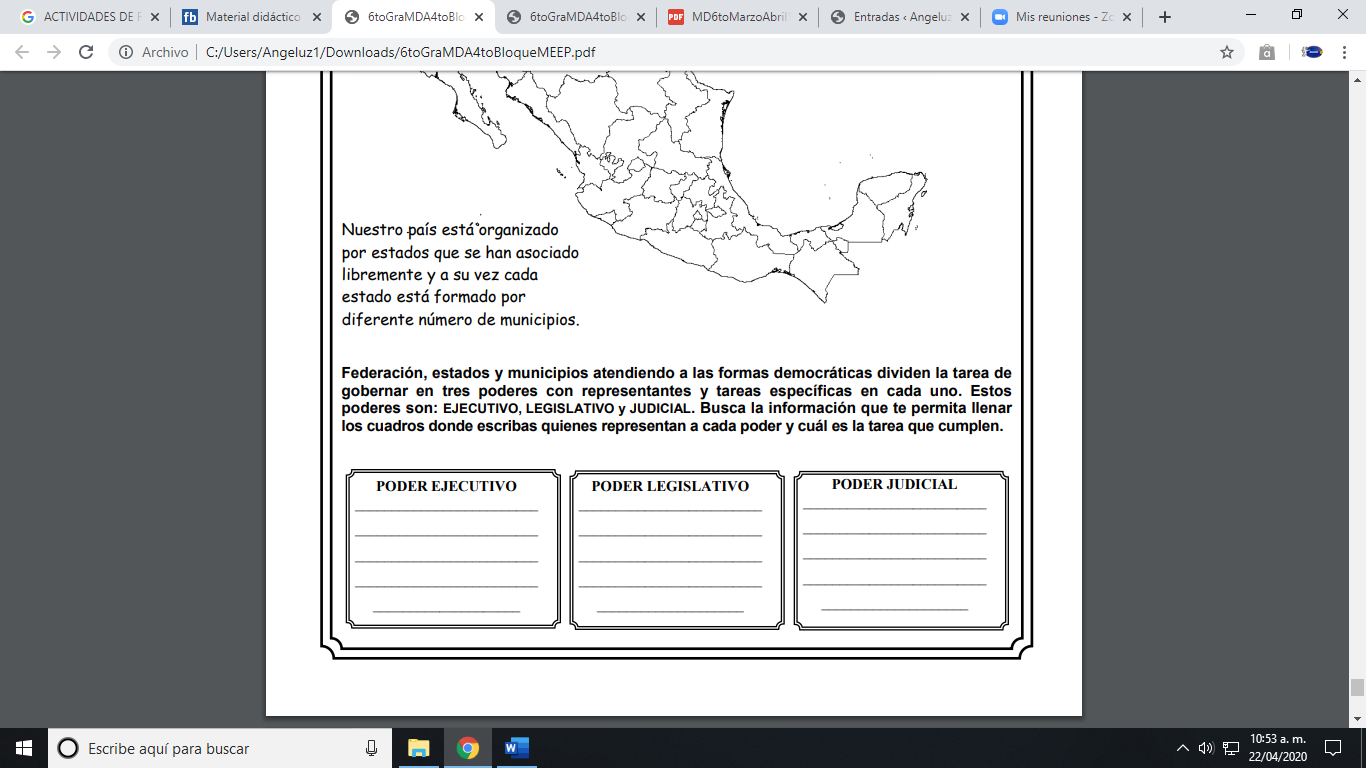 ACTIVIDADES DE F
Material didáctico
6toGraMDA4toBlo
6toGraMDA4toBlo
MD6toMarzoAbril
Entradas ‹ Angeluz
Mis reuniones - Zo
Archivo
C:/Users/Angeluz1/Downloads/6toGraMDA4toBloqueMEEP.pdf
Nuestro país está organizado
por estados que se han asociado
libremente y a su vez cada
estado está formado por
diferente número de municipios.
Federación, estados y municipios atendiendo a las formas democráticas dividen la tarea de
gobernar en tres poderes con representantes y tareas específicas en cada uno. Estos
poderes son: EJECUTIVO, LEGISLATIVO y JUDICIAL. Busca la información que te permita llenar
los cuadros donde escribas quienes representan a cada poder y cuál es la tarea que cumplen.
PODER EJECUTIVO
PODER LEGISLATIVO
PODER JUDICIAL
Escribe aquí para buscar
10:53 a. m.
22/04/2020